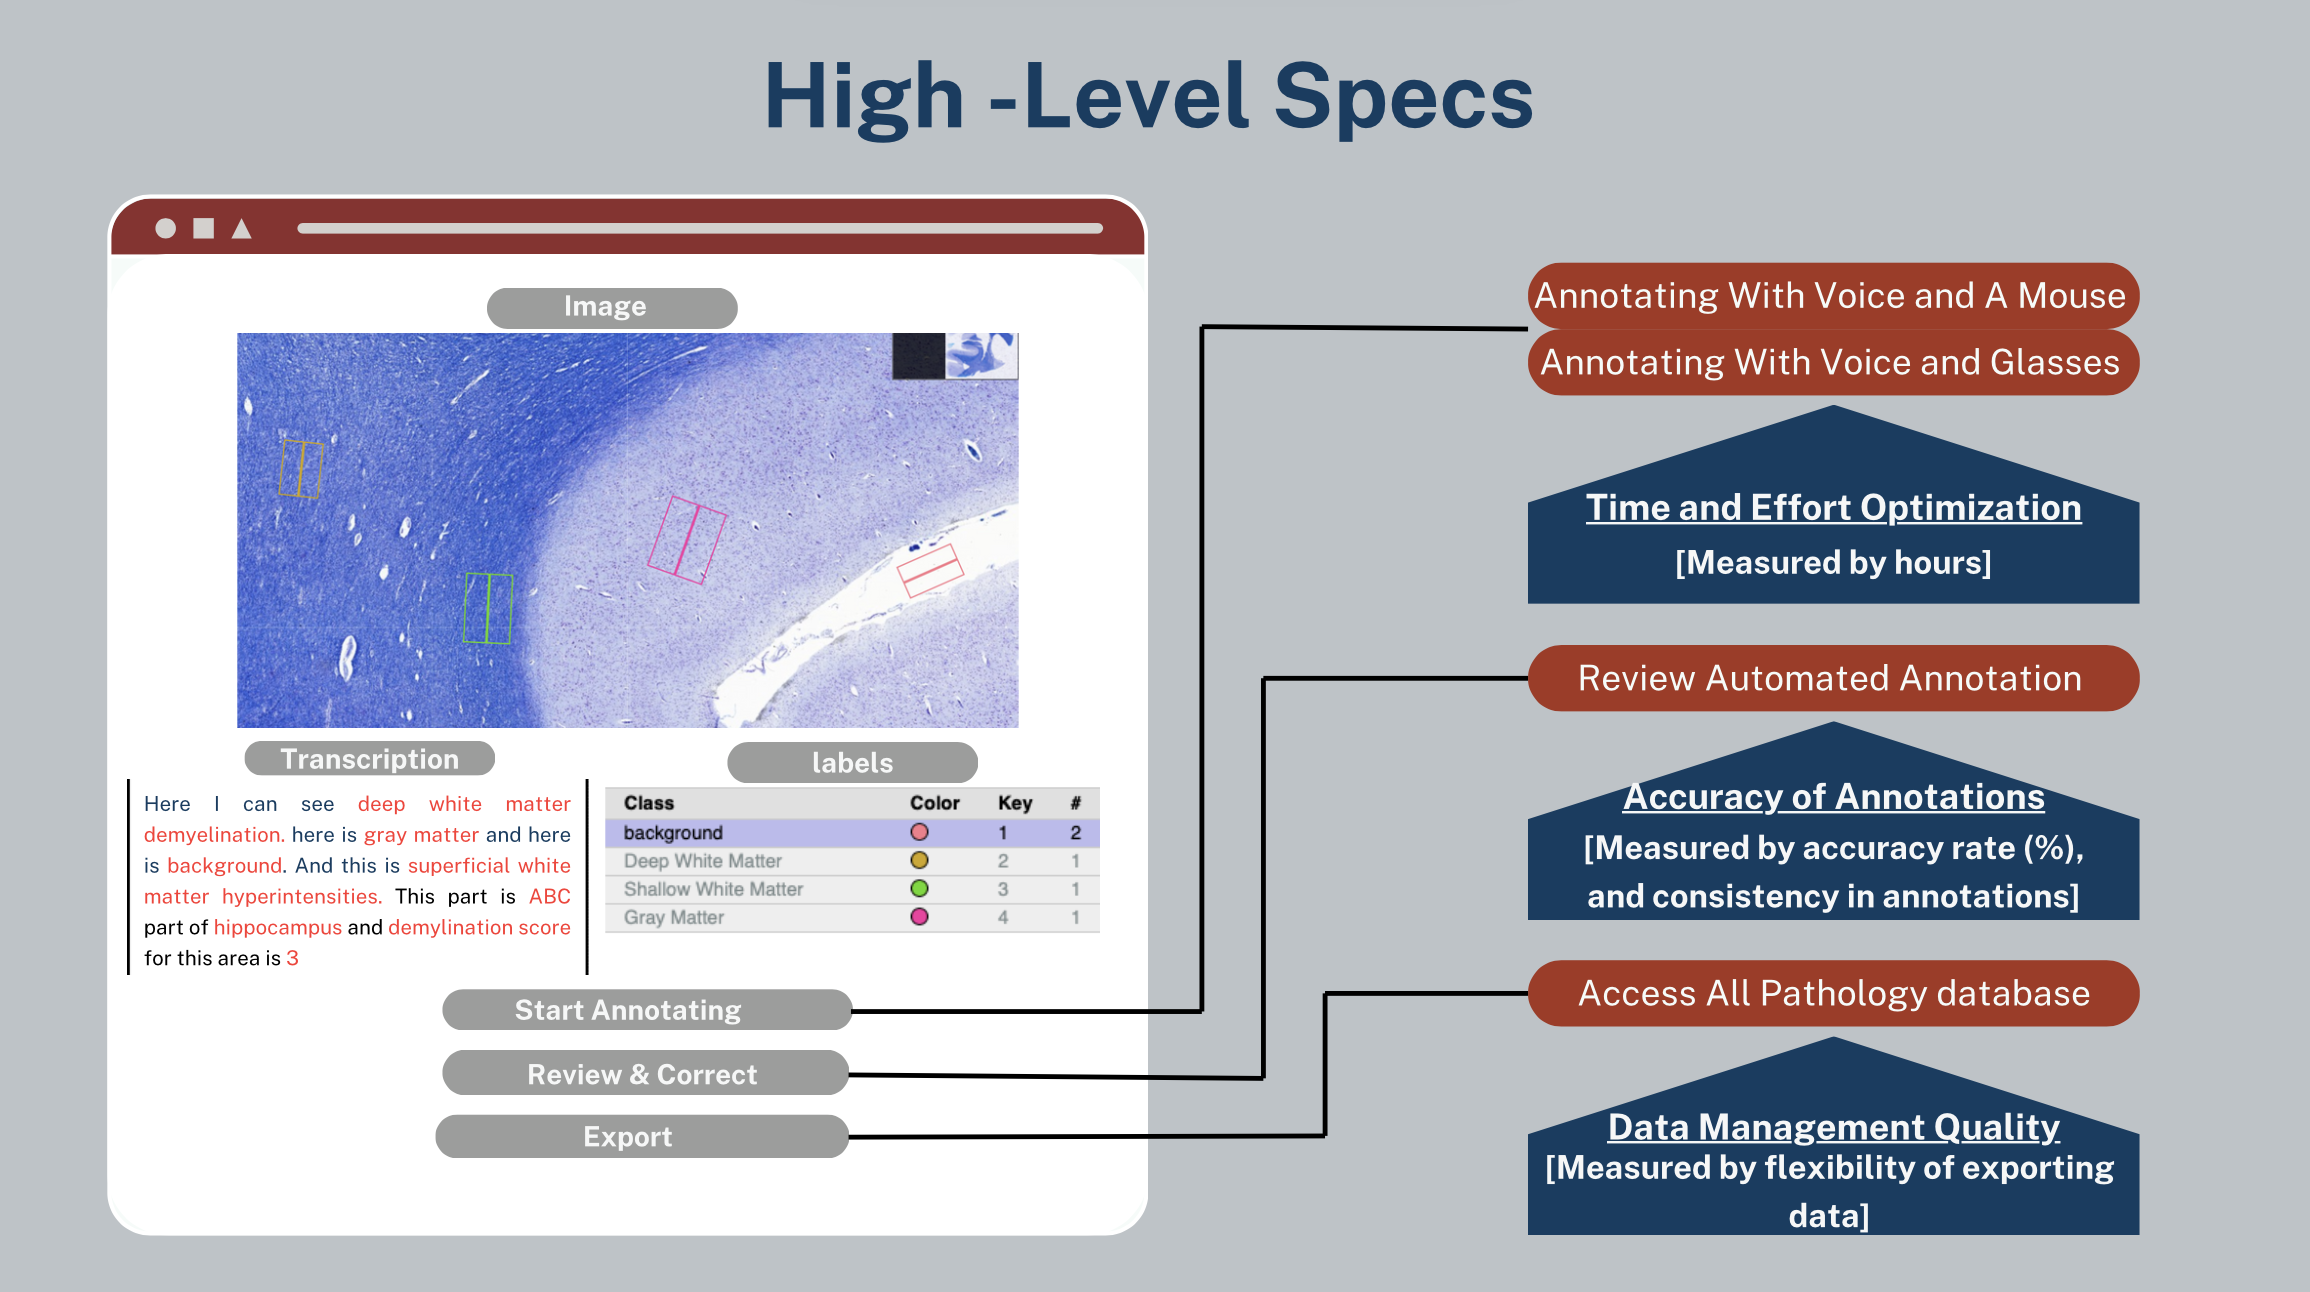 High -Level Specs
Image
Transcription
Here I can see deep white matter
demyelination. here is gray matter and here
is background. And this is superficial white
matter hyperintensities. This part is ABC
part of hippocampus and demylination score
for this area is 3
labels
Class Color Key #
background 1 2
Deep White Matter 2 1
Shallow White Matter 3 1
Gray Matter 4 1
Start Annotating
Review & Correct
Export
Annotating With Voice and A Mouse
Annotating With Voice and Glasses
Time and Effort Optimization
[Measured by hours]
Review Automated Annotation
Accuracy of Annotations
[Measured by accuracy rate (%),
and consistency in annotations]
Access All Pathology database
Data Management Quality
[Measured by flexibility of exporting
data]